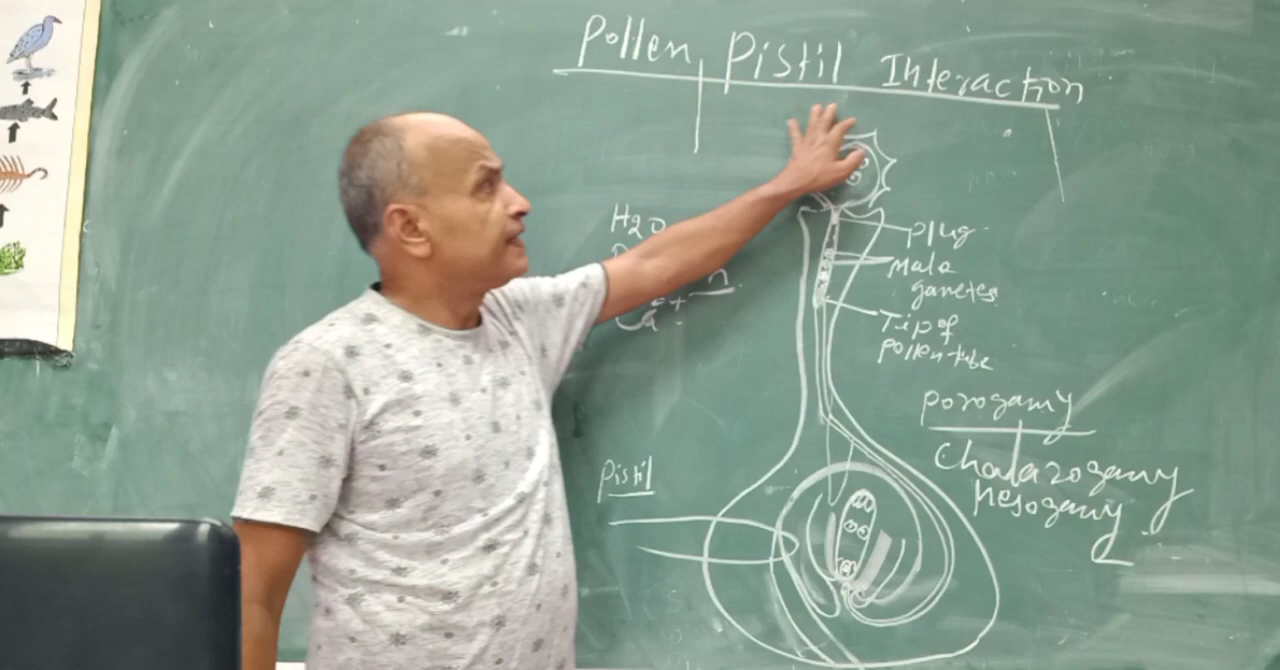 Pollen Pistil Interaction
H2O
Plug
Male
gametes
Tip of
pollen tube
Porogamy
Chalazogamy
Mesogamy
Pistil